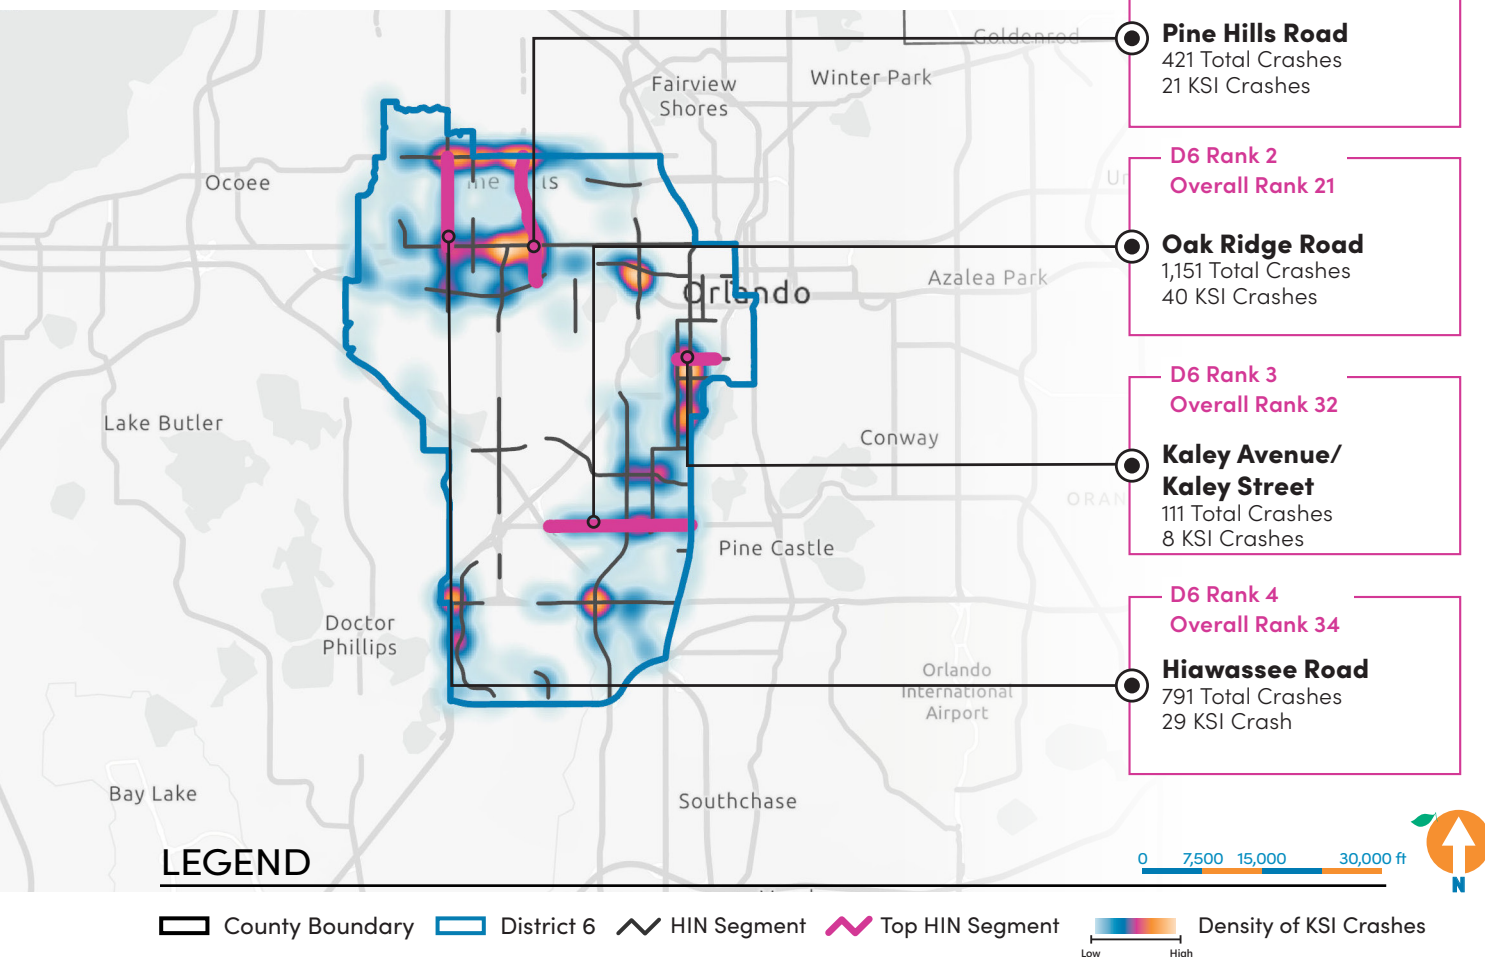 Goldenrod
Fairview
Shores
Winter Park
Ocoee
Orlando
Azalea Park
Lake Butler
Conway
Pine Castle
Doctor
Phillips
Orlando
International
Airport
Bay Lake
Southchase
Pine Hills Road
421 Total Crashes
21 KSI Crashes
D6 Rank 2
Overall Rank 21
Oak Ridge Road
1,151 Total Crashes
40 KSI Crashes
D6 Rank 3
Overall Rank 32
Kaley Avenue/
Kaley Street
111 Total Crashes
8 KSI Crashes
D6 Rank 4
Overall Rank 34
Hiawassee Road
791 Total Crashes
29 KSI Crash
0 7,500 15,000 30,000 ft
N
LEGEND
County Boundary
District 6
HIN Segment
Top HIN Segment
Density of KSI Crashes
Low High